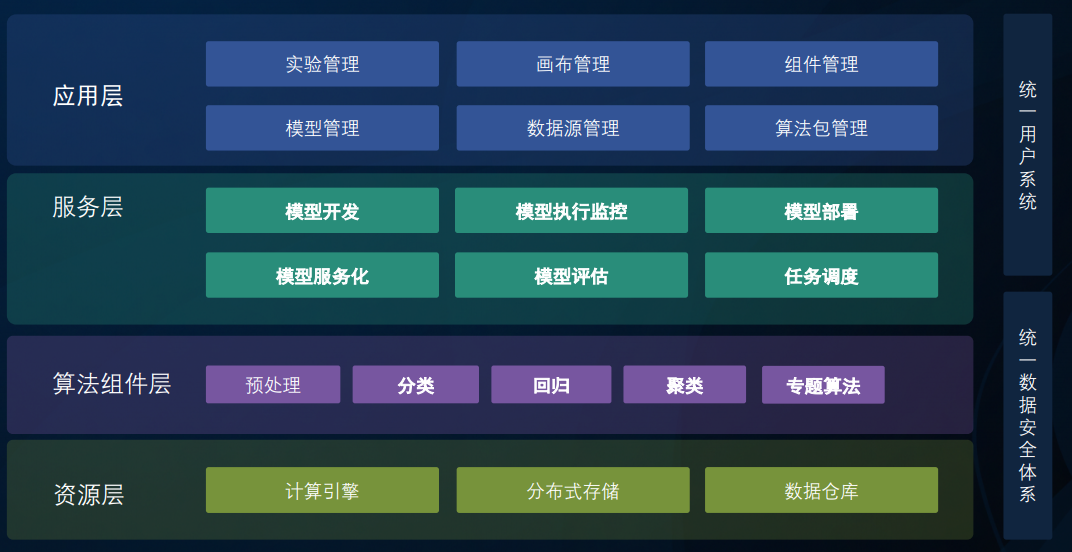 应用层
实验管理
画布管理
组件管理
模型管理
数据源管理
算法包管理
服务层
模型开发
模型执行监控
模型部署
模型服务化
模型评估
任务调度
算法组件层
预处理
分类
回归
聚类
专题算法
资源层
计算引擎
分布式存储
数据仓库
统一用户系统
统一数据安全体系